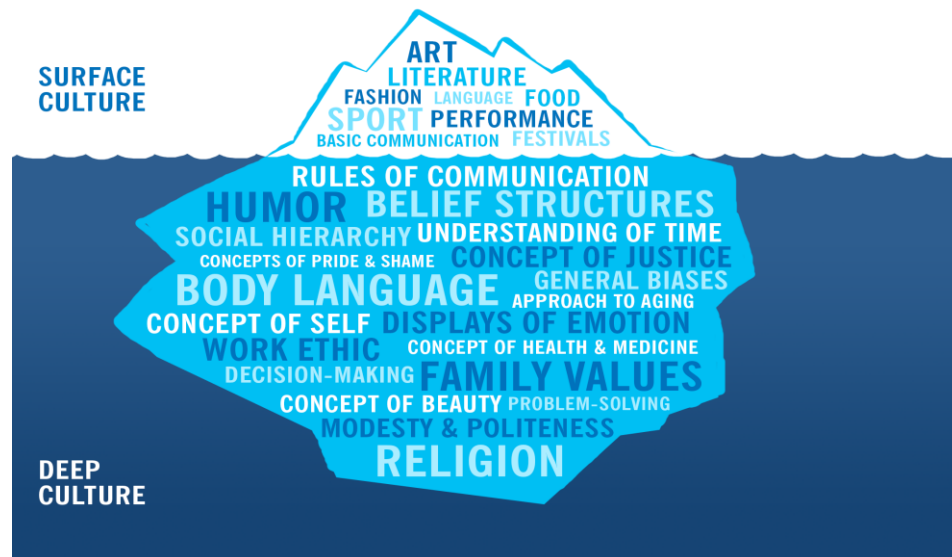 SURFACE
CULTURE
ART
LITERATURE
FASHION LANGUAGE FOOD
SPORT PERFORMANCE
BASIC COMMUNICATION FESTIVALS
RULES OF COMMUNICATION
HUMOR BELIEF STRUCTURES
SOCIAL HIERARCHY UNDERSTANDING OF TIME
CONCEPTS OF PRIDE & SHAME CONCEPT OF JUSTICE
BODY LANGUAGE GENERAL BIASES
APPROACH TO AGING
CONCEPT OF SELF DISPLAYS OF EMOTION
WORK ETHIC CONCEPT OF HEALTH & MEDICINE
DECISION-MAKING FAMILY VALUES
CONCEPT OF BEAUTY PROBLEM-SOLVING
MODESTY & POLITENESS
RELIGION
DEEP
CULTURE